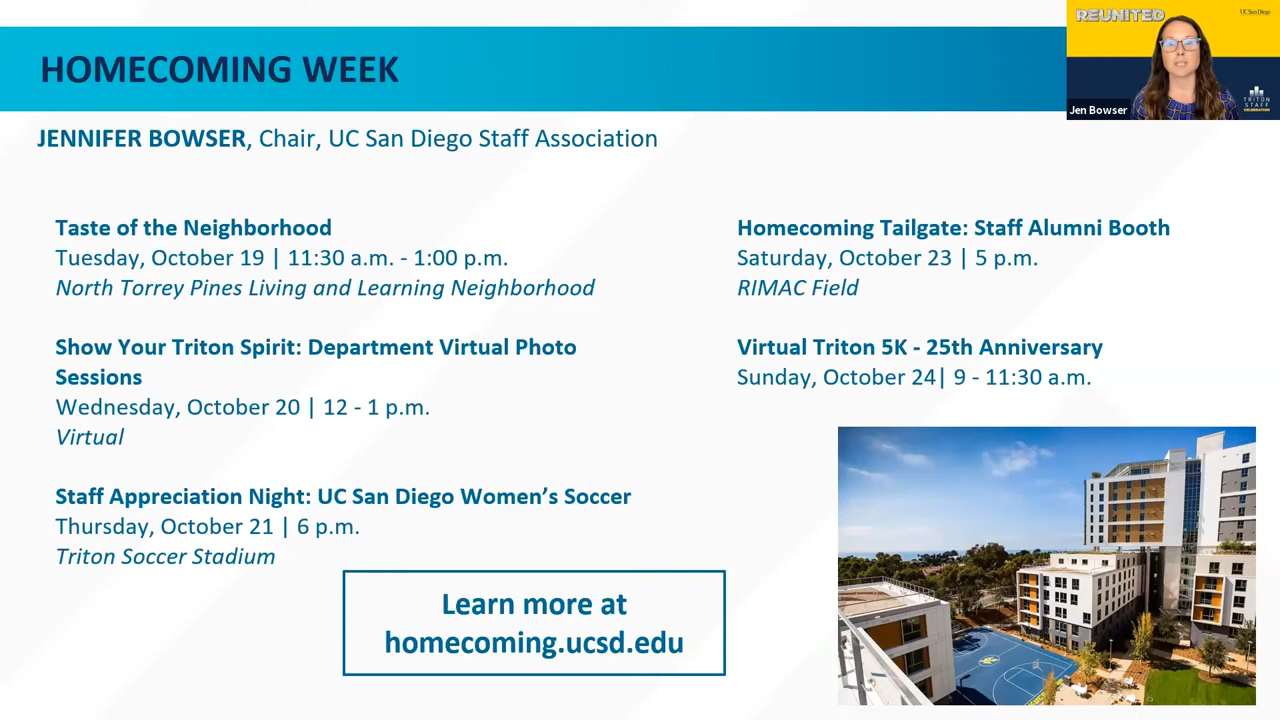 HOMECOMING WEEK
REUNITED
UC San Diego
Jen Bowser
TRITON
STAFF
CELEBRATION
JENNIFER BOWSER, Chair, UC San Diego Staff Association
Taste of the Neighborhood
Tuesday, October 19 | 11:30 a.m. - 1:00 p.m.
North Torrey Pines Living and Learning Neighborhood
Show Your Triton Spirit: Department Virtual Photo
Sessions
Wednesday, October 20 | 12 - 1 p.m.
Virtual
Staff Appreciation Night: UC San Diego Women’s Soccer
Thursday, October 21 | 6 p.m.
Triton Soccer Stadium
Homecoming Tailgate: Staff Alumni Booth
Saturday, October 23 | 5 p.m.
RIMAC Field
Virtual Triton 5K - 25th Anniversary
Sunday, October 24| 9 - 11:30 a.m.
Learn more at
homecoming.ucsd.edu